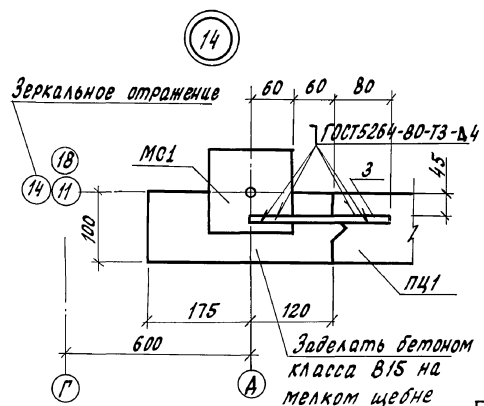 14
60 60 80
Зеркальное отражение
ГОСТ5264-80-Т3-⊿4
МО1
3
45
18
14 11
100
ПЦ1
175 120
600
Заделать бетоном
класса В15 на
мелком щебне
Г А